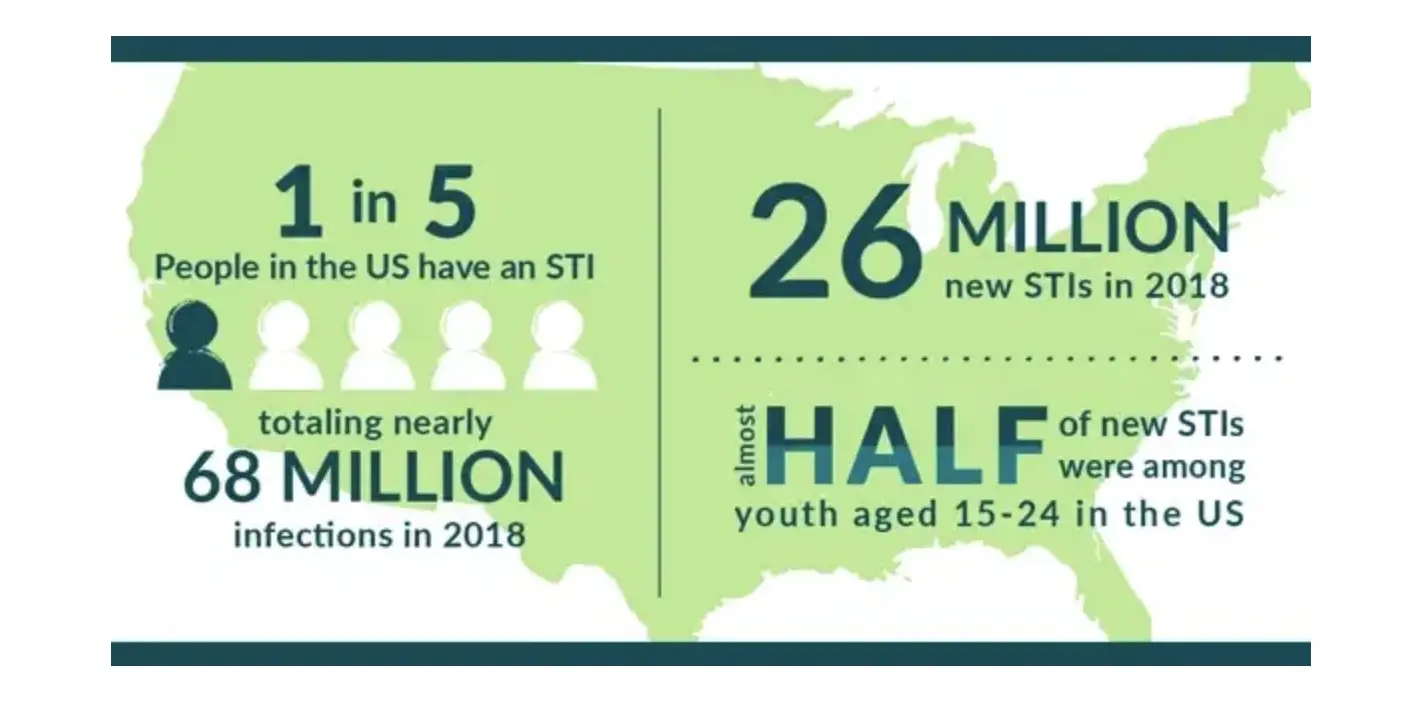 1 in 5
People in the US have an STI
totaling nearly
68 MILLION
infections in 2018
26 MILLION
new STIs in 2018
almost HALF of new STIs
were among
youth aged 15-24 in the US